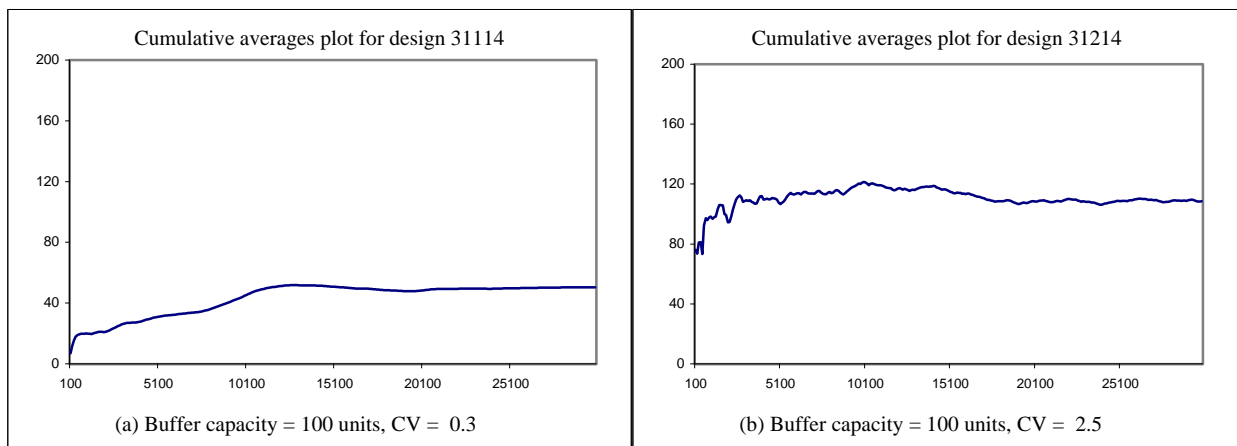 Cumulative averages plot for design 31114
200
160
120
80
40
0
100 5100 10100 15100 20100 25100
(a) Buffer capacity = 100 units, CV = 0.3
Cumulative averages plot for design 31214
200
160
120
80
40
0
100 5100 10100 15100 20100 25100
(b) Buffer capacity = 100 units, CV = 2.5